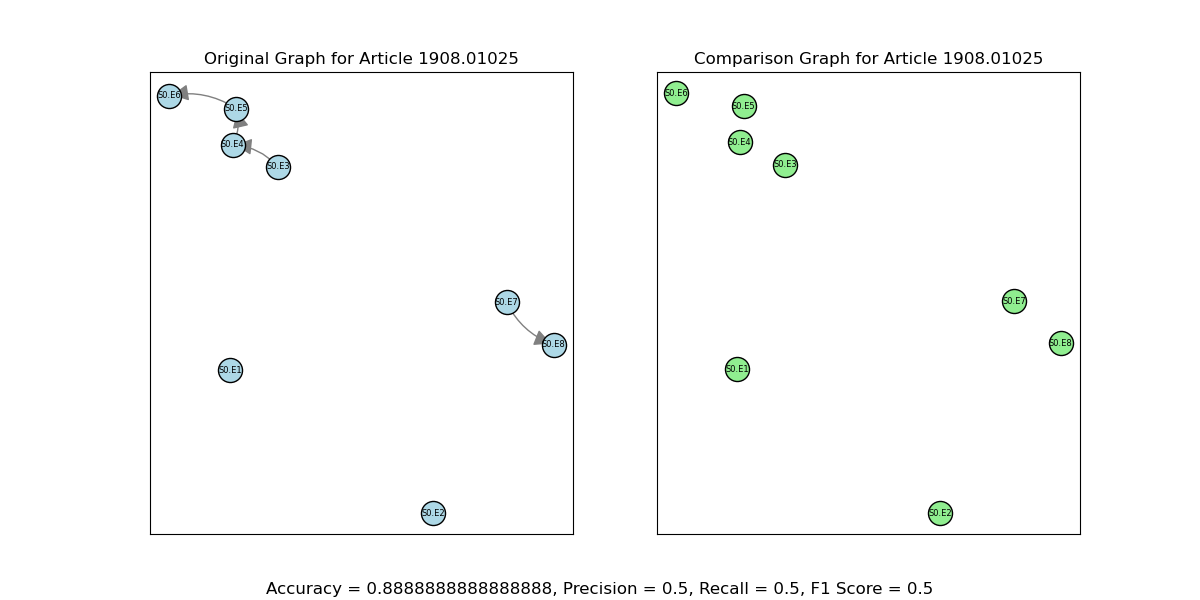 Original Graph for Article 1908.01025
S0.E6
S0.E5
S0.E4
S0.E3
S0.E7
S0.E8
S0.E1
S0.E2
Comparison Graph for Article 1908.01025
S0.E6
S0.E5
S0.E4
S0.E3
S0.E7
S0.E8
S0.E1
S0.E2
Accuracy = 0.8888888888888888, Precision = 0.5, Recall = 0.5, F1 Score = 0.5